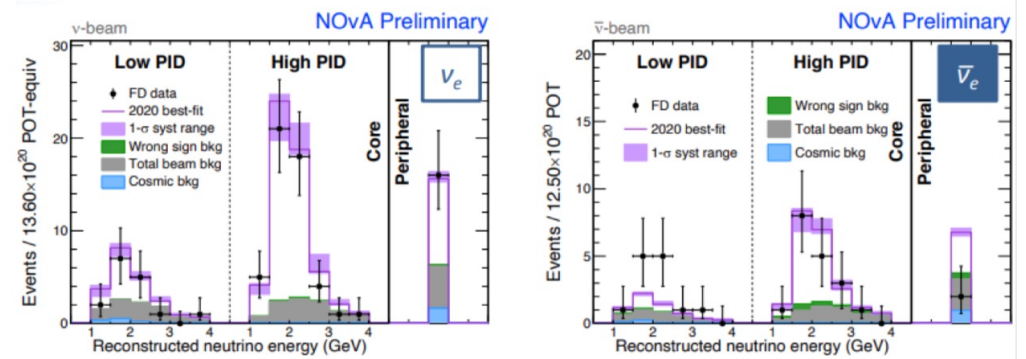 ν-beam
NOvA Preliminary
Low PID
High PID
νe
FD data
2020 best-fit
1-σ syst range
Wrong sign bkg
Total beam bkg
Cosmic bkg
Core
Peripheral
Events / 13.60×10²⁰ POT-equiv
30
20
10
0
1 2 3 4 1 2 3 4
Reconstructed neutrino energy (GeV)
ν̄-beam
NOvA Preliminary
Low PID
High PID
ν̄e
FD data
2020 best-fit
1-σ syst range
Wrong sign bkg
Total beam bkg
Cosmic bkg
Core
Peripheral
Events / 12.50×10²⁰ POT
20
15
10
5
0
1 2 3 4 1 2 3 4
Reconstructed neutrino energy (GeV)